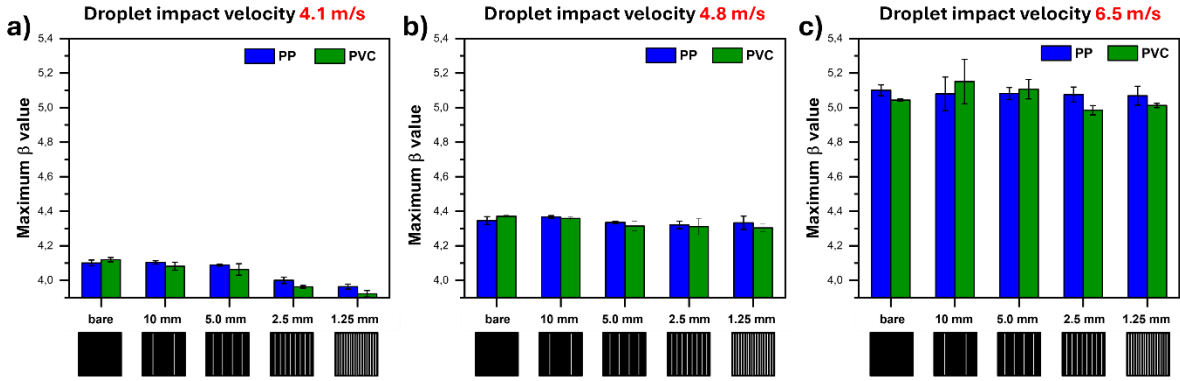 Droplet impact velocity 4.1 m/s
a)
PP PVC
Maximum β value
5,4
5,2
5,0
4,8
4,6
4,4
4,2
4,0
bare 10 mm 5.0 mm 2.5 mm 1.25 mm
Droplet impact velocity 4.8 m/s
b)
PP PVC
Maximum β value
5,4
5,2
5,0
4,8
4,6
4,4
4,2
4,0
bare 10 mm 5.0 mm 2.5 mm 1.25 mm
Droplet impact velocity 6.5 m/s
c)
PP PVC
Maximum β value
5,4
5,2
5,0
4,8
4,6
4,4
4,2
4,0
bare 10 mm 5.0 mm 2.5 mm 1.25 mm